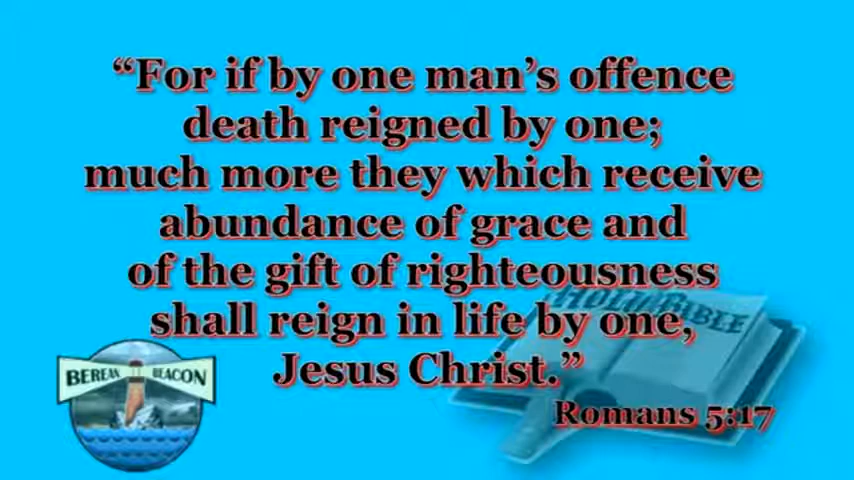 “For if by one man’s offence
death reigned by one;
much more they which receive
abundance of grace and
of the gift of righteousness
shall reign in life by one,
Jesus Christ.”
Romans 5:17
HOLY BIBLE
BEREAN BEACON